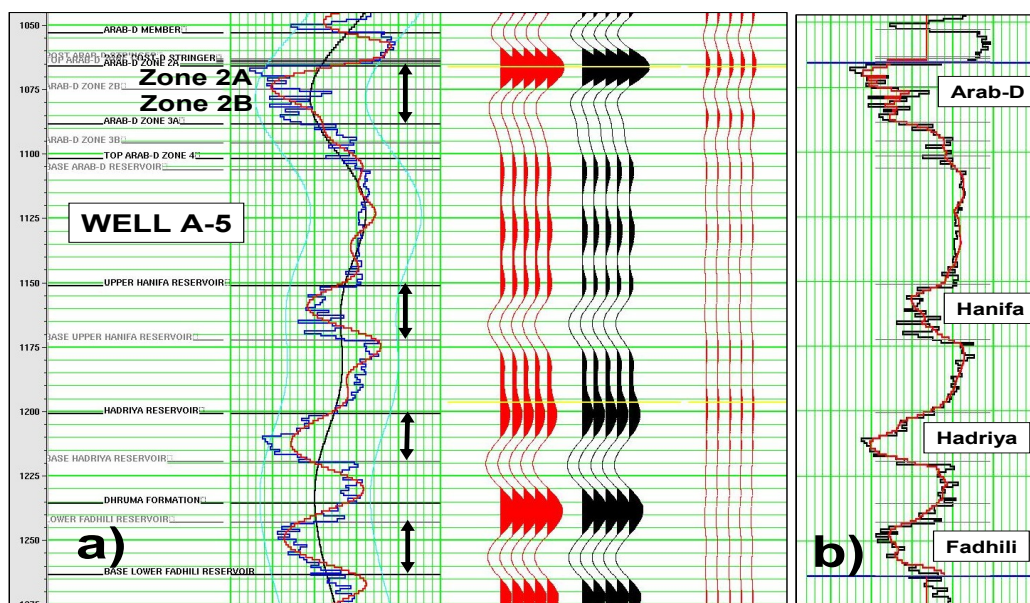 1050
ARAB-D MEMBER
POST-D STRINGER
ARAB-D ZONE 2A
Zone 2A
1075
ARAB-D ZONE 2B
Zone 2B
ARAB-D ZONE 3A
ARAB-D ZONE 3B
1100
TOP ARAB-D ZONE 4
BASE ARAB-D RESERVOIR
1125
WELL A-5
1150
UPPER HANIFA RESERVOIR
BASE UPPER HANIFA RESERVOIR
1175
1200
HADRIYA RESERVOIR
BASE HADRIYA RESERVOIR
1225
DHRUMA FORMATION
LOWER FADHILI RESERVOIR
1250
a)
BASE LOWER FADHILI RESERVOIR
1275
b)
Arab-D
Hanifa
Hadriya
Fadhili